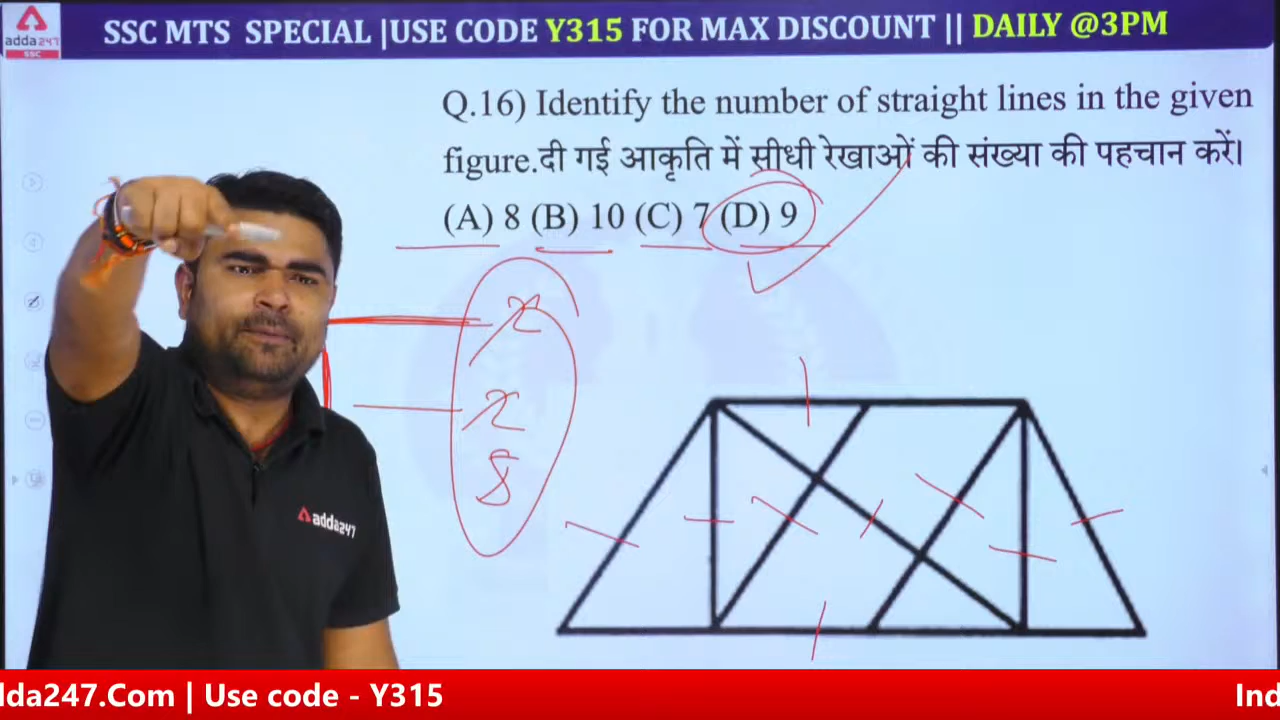 adda247
SSC
SSC MTS SPECIAL |USE CODE Y315 FOR MAX DISCOUNT || DAILY @3PM
Q.16) Identify the number of straight lines in the given
figure.दी गई आकृति में सीधी रेखाओं की संख्या की पहचान करें।
(A) 8 (B) 10 (C) 7 (D) 9
x
x
8
adda247
dda247.Com | Use code - Y315
Ind